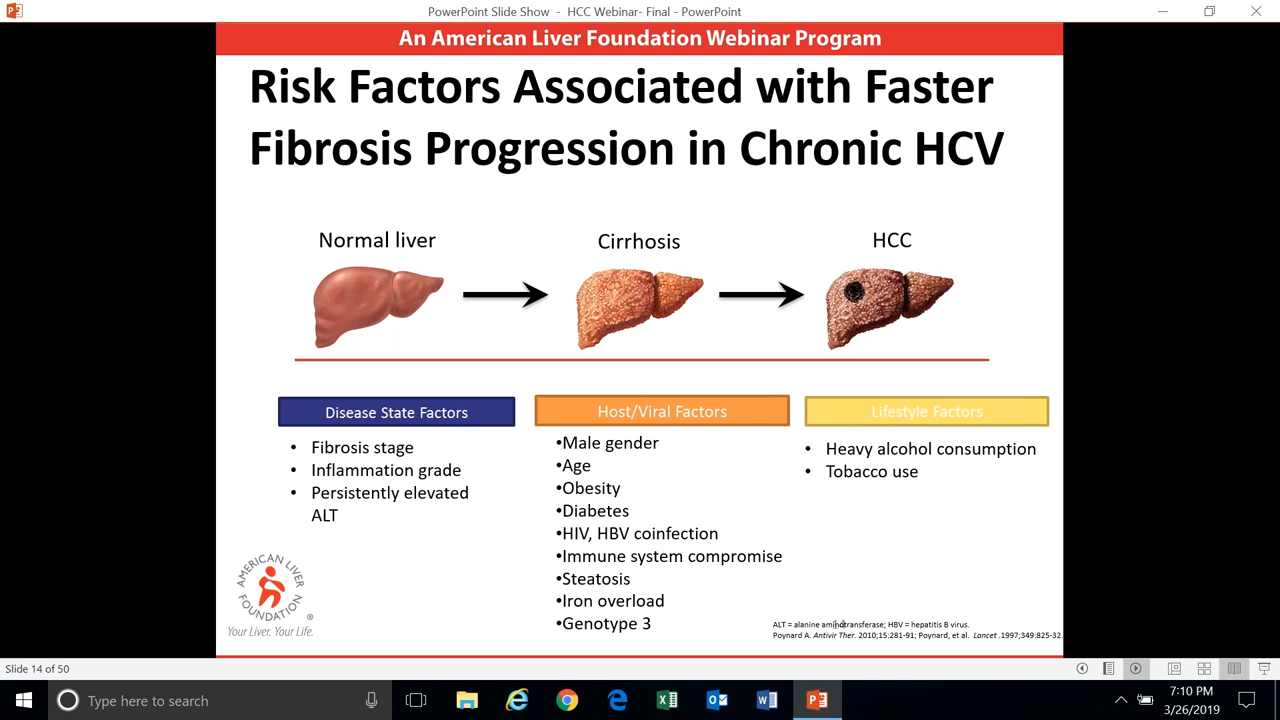 PowerPoint Slide Show - HCC Webinar- Final - PowerPoint
An American Liver Foundation Webinar Program
Risk Factors Associated with Faster
Fibrosis Progression in Chronic HCV
Normal liver
Cirrhosis
HCC
Disease State Factors
• Fibrosis stage
• Inflammation grade
• Persistently elevated
ALT
Host/Viral Factors
•Male gender
•Age
•Obesity
•Diabetes
•HIV, HBV coinfection
•Immune system compromise
•Steatosis
•Iron overload
•Genotype 3
Lifestyle Factors
• Heavy alcohol consumption
• Tobacco use
AMERICAN LIVER
FOUNDATION
®
Your Liver. Your Life.
ALT = alanine aminotransferase; HBV = hepatitis B virus.
Poynard A. Antivir Ther. 2010;15:281-91; Poynard, et al. Lancet .1997;349:825-32.
Slide 14 of 50
Type here to search
7:10 PM
3/26/2019